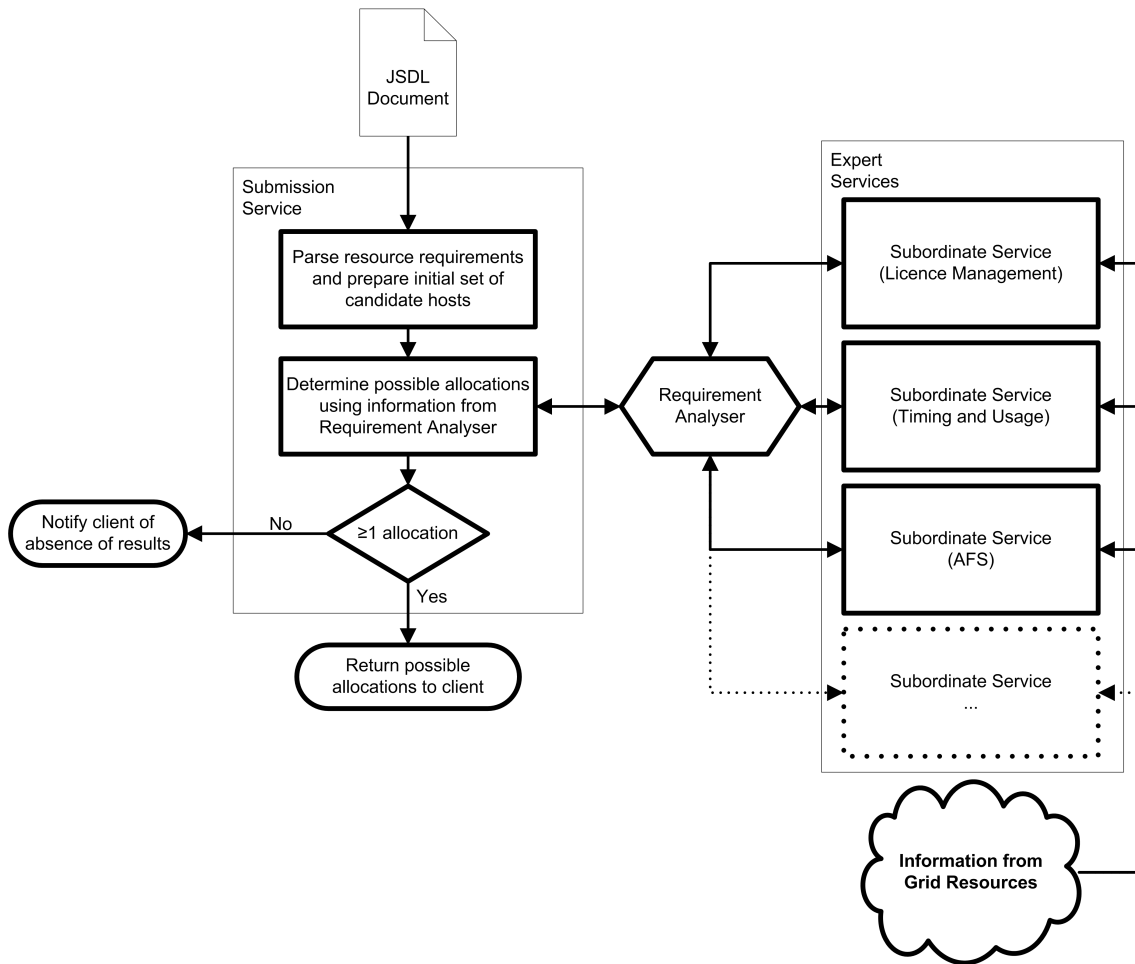 JSDL
Document
Submission
Service
Parse resource requirements
and prepare initial set of
candidate hosts
Determine possible allocations
using information from
Requirement Analyser
≥1 allocation
No
Notify client of
absence of results
Yes
Return possible
allocations to client
Requirement
Analyser
Expert
Services
Subordinate Service
(Licence Management)
Subordinate Service
(Timing and Usage)
Subordinate Service
(AFS)
Subordinate Service
...
Information from
Grid Resources